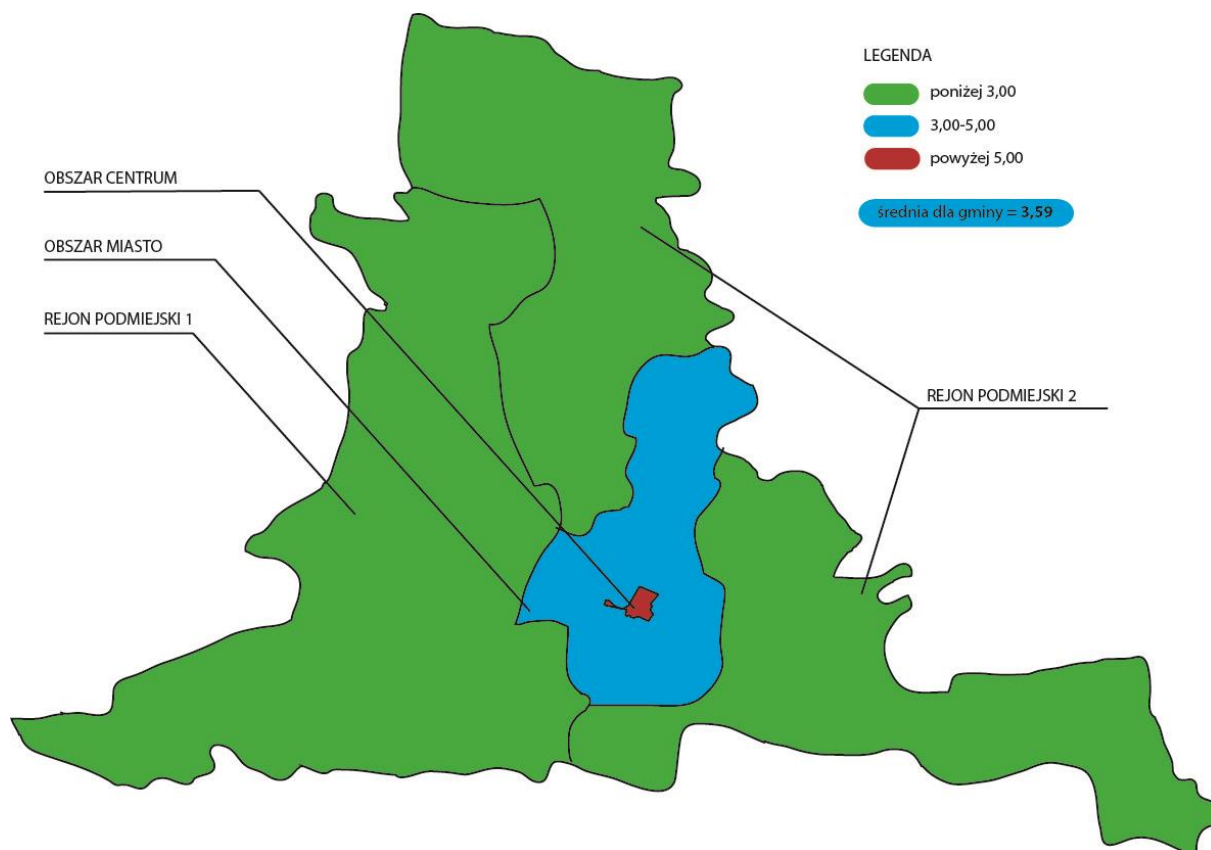 LEGENDA
poniżej 3,00
3,00-5,00
powyżej 5,00
średnia dla gminy = 3,59
OBSZAR CENTRUM
OBSZAR MIASTO
REJON PODMIEJSKI 1
REJON PODMIEJSKI 2